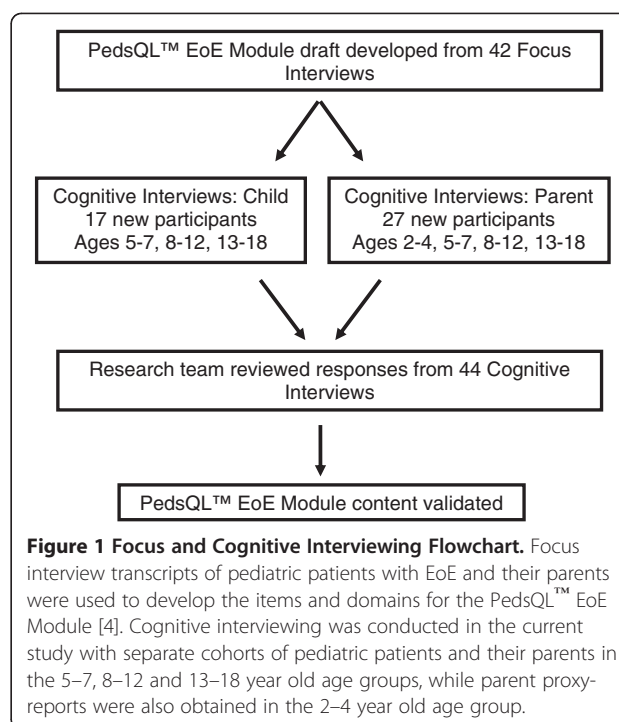 PedsQL™ EoE Module draft developed from 42 Focus
Interviews
Cognitive Interviews: Child
17 new participants
Ages 5-7, 8-12, 13-18
Cognitive Interviews: Parent
27 new participants
Ages 2-4, 5-7, 8-12, 13-18
Research team reviewed responses from 44 Cognitive
Interviews
PedsQL™ EoE Module content validated
Figure 1 Focus and Cognitive Interviewing Flowchart. Focus
interview transcripts of pediatric patients with EoE and their parents
were used to develop the items and domains for the PedsQL™ EoE
Module [4]. Cognitive interviewing was conducted in the current
study with separate cohorts of pediatric patients and their parents in
the 5–7, 8–12 and 13–18 year old age groups, while parent proxy-
reports were also obtained in the 2–4 year old age group.